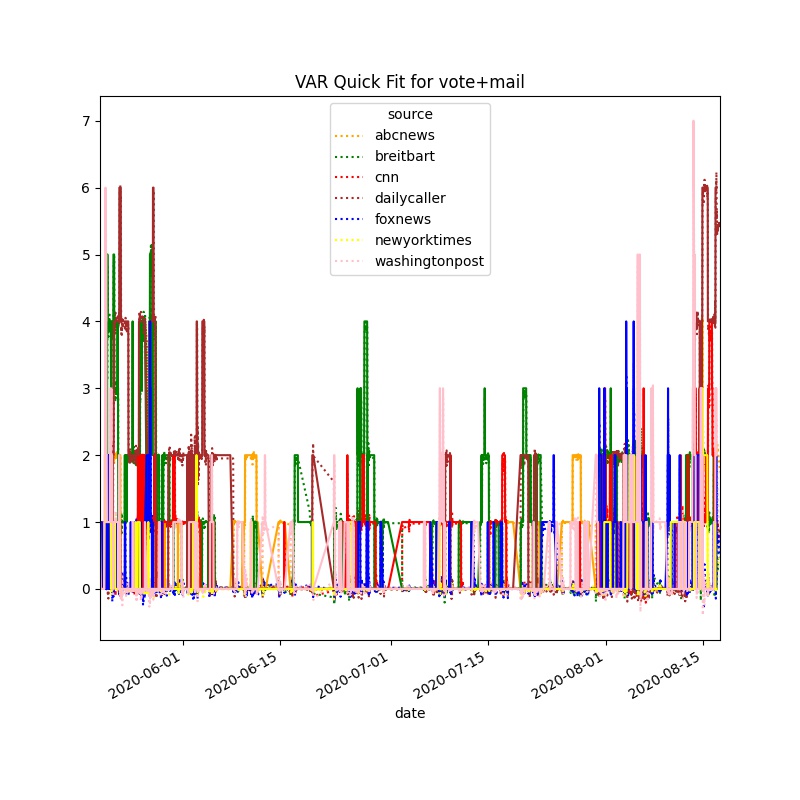 VAR Quick Fit for vote+mail
source
abcnews
breitbart
cnn
dailycaller
foxnews
newyorktimes
washingtonpost
7
6
5
4
3
2
1
0
2020-06-01
2020-06-15
2020-07-01
2020-07-15
2020-08-01
2020-08-15
date